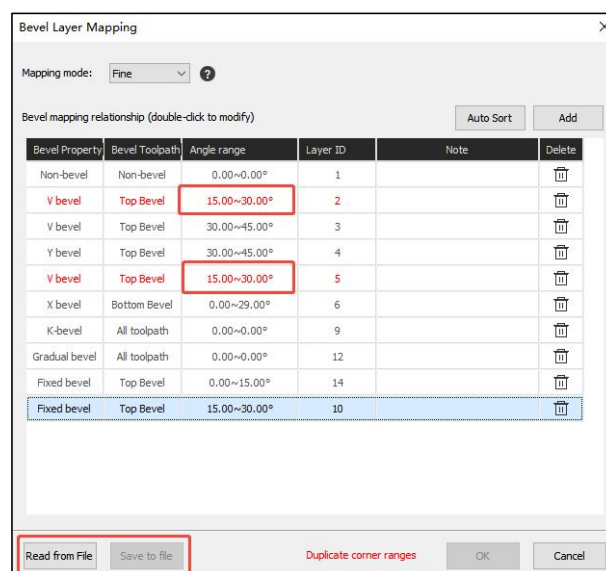 Bevel Layer Mapping
Mapping mode: Fine ?
Bevel mapping relationship (double-click to modify) Auto Sort Add
Bevel Property Bevel Toolpath Angle range Layer ID Note Delete
Non-bevel Non-bevel 0.00~0.00° 1
V bevel Top Bevel 15.00~30.00° 2
V bevel Top Bevel 30.00~45.00° 3
Y bevel Top Bevel 30.00~45.00° 4
V bevel Top Bevel 15.00~30.00° 5
X bevel Bottom Bevel 0.00~29.00° 6
K-bevel All toolpath 0.00~0.00° 9
Gradual bevel All toolpath 0.00~0.00° 12
Fixed bevel Top Bevel 0.00~15.00° 14
Fixed bevel Top Bevel 15.00~30.00° 10
Read from File Save to file Duplicate corner ranges OK Cancel